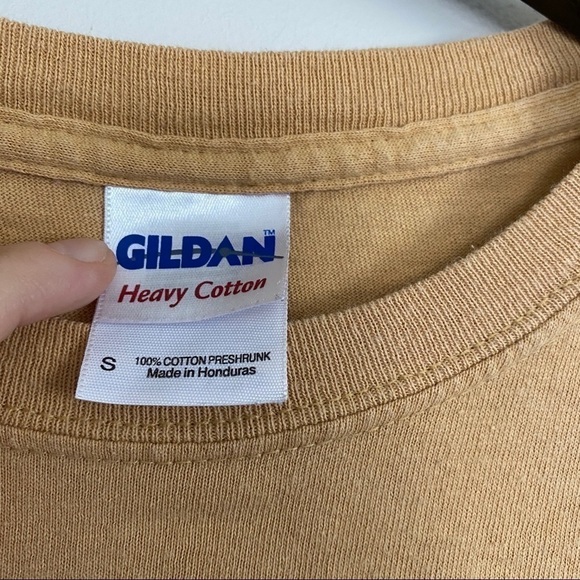 GILDAN™
Heavy Cotton
S 100% COTTON PRESHRUNK
Made in Honduras